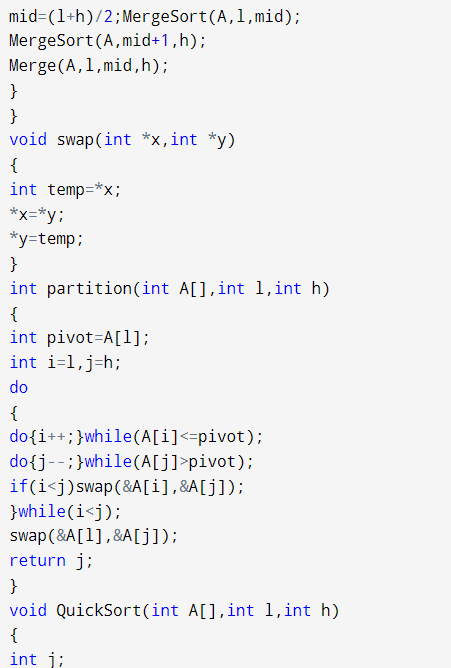 mid=(l+h)/2;MergeSort(A,l,mid);
MergeSort(A,mid+1,h);
Merge(A,l,mid,h);
}
}
void swap(int *x,int *y)
{
int temp=*x;
*x=*y;
*y=temp;
}
int partition(int A[],int l,int h)
{
int pivot=A[l];
int i=l,j=h;
do
{
do{i++;}while(A[i]<=pivot);
do{j--;}while(A[j]>pivot);
if(i<j)swap(&A[i],&A[j]);
}while(i<j);
swap(&A[l],&A[j]);
return j;
}
void QuickSort(int A[],int l,int h)
{
int j;